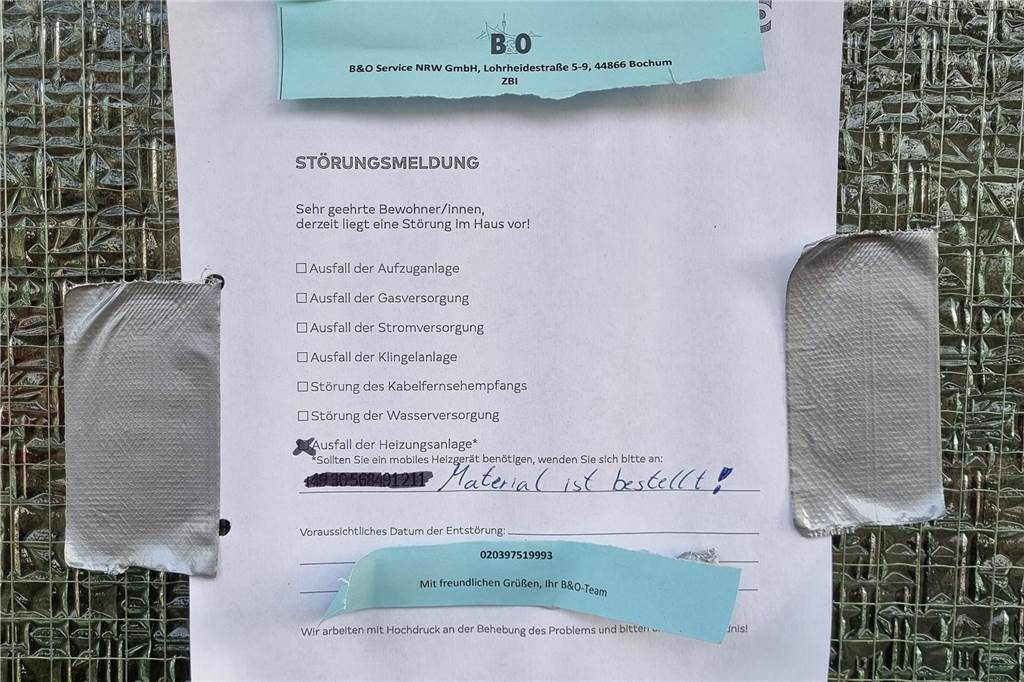 B&O
B&O Service NRW GmbH, Lohrheidestraße 5-9, 44866 Bochum
ZBI
STÖRUNGSMELDUNG
Sehr geehrte Bewohner/innen,
derzeit liegt eine Störung im Haus vor!
☐ Ausfall der Aufzuganlage
☐ Ausfall der Gasversorgung
☐ Ausfall der Stromversorgung
☐ Ausfall der Klingelanlage
☐ Störung des Kabelfernsehempfangs
☐ Störung der Wasserversorgung
☒ Ausfall der Heizungsanlage*
*Sollten Sie ein mobiles Heizgerät benötigen, wenden Sie sich bitte an:
Material ist bestellt!
Voraussichtliches Datum der Entstörung:
020397519993
Mit freundlichen Grüßen, Ihr B&O-Team
Wir arbeiten mit Hochdruck an der Behebung des Problems und bitten